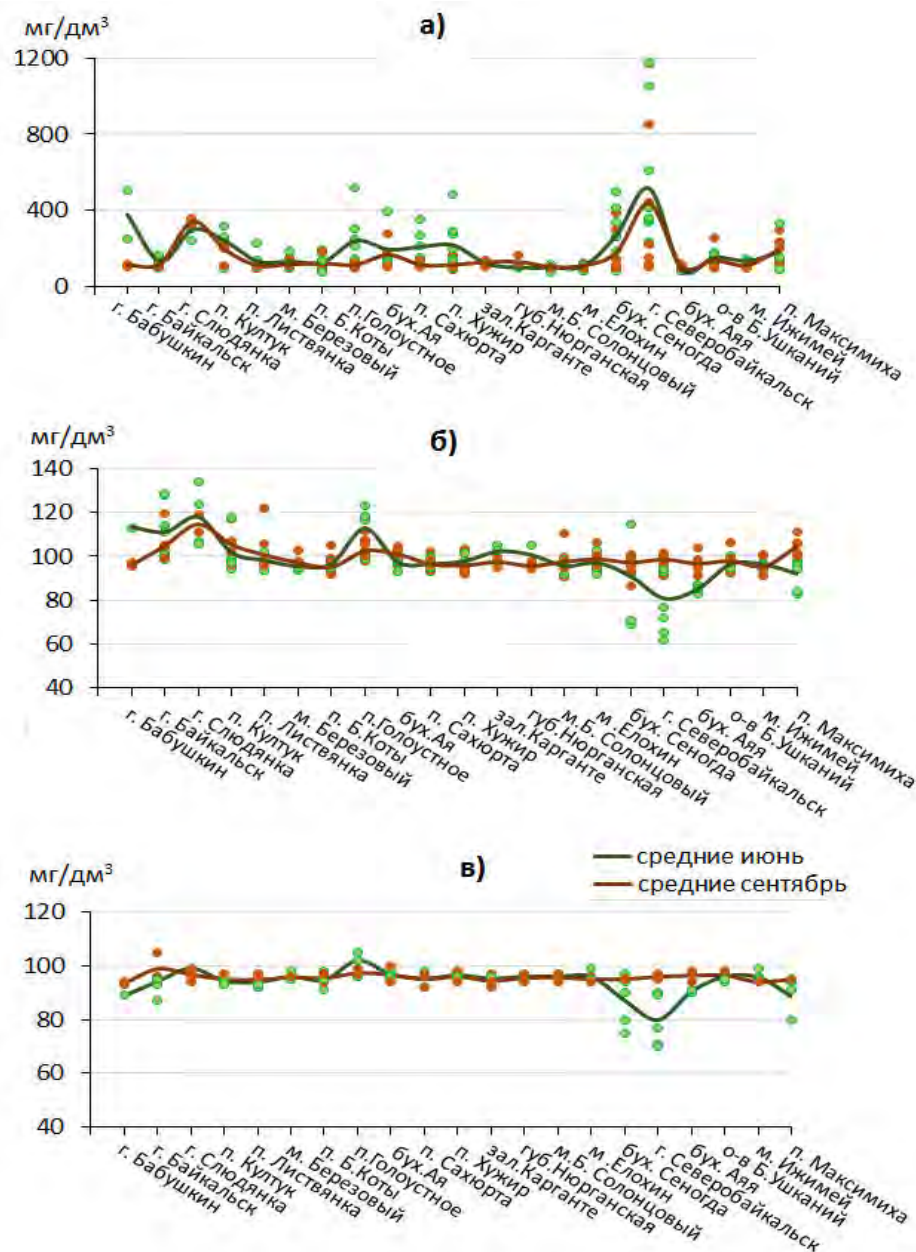 мг/дм³
а)
1200
800
400
0
г. Бабушкин
г. Байкальск
г. Слюдянка
п. Култук
п. Листвянка
м. Березовый
п. Б.Коты
п.Голоустное
бух.Ая
п. Сахюрта
п. Хужир
зал.Карганте
губ.Нюрганская
м.Б. Солонцовый
м. Елохин
бух. Сеногда
г. Северобайкальск
бух. Аяя
о-в Б.Ушканий
м. Ижимей
п. Максимиха
мг/дм³
б)
140
120
100
80
60
40
г. Бабушкин
г. Байкальск
г. Слюдянка
п. Култук
п. Листвянка
м. Березовый
п. Б.Коты
п.Голоустное
бух.Ая
п. Сахюрта
п. Хужир
зал.Карганте
губ.Нюрганская
м.Б. Солонцовый
м. Елохин
бух. Сеногда
г. Северобайкальск
бух. Аяя
о-в Б.Ушканий
м. Ижимей
п. Максимиха
мг/дм³
в)
средние июнь
средние сентябрь
120
100
80
60
40
г. Бабушкин
г. Байкальск
г. Слюдянка
п. Култук
п. Листвянка
м. Березовый
п. Б.Коты
п.Голоустное
бух.Ая
п. Сахюрта
п. Хужир
зал.Карганте
губ.Нюрганская
м.Б. Солонцовый
м. Елохин
бух. Сеногда
г. Северобайкальск
бух. Аяя
о-в Б.Ушканий
м. Ижимей
п. Максимиха